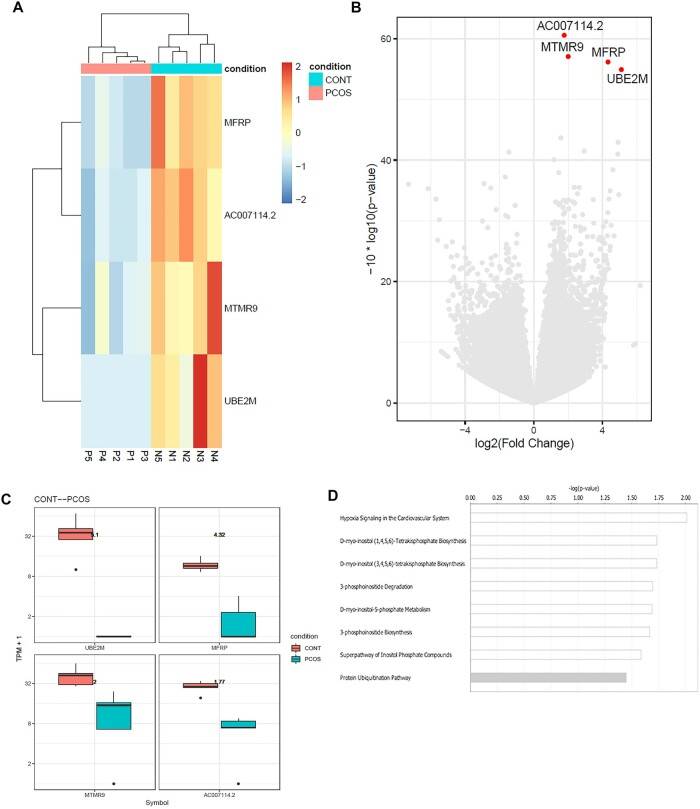 A
condition
condition
CONT
PCOS
2
1
0
−1
−2
MFRP
AC007114.2
MTMR9
UBE2M
P5
P4
P2
P1
P3
N5
N1
N2
N3
N4
B
AC007114.2
MTMR9
MFRP
UBE2M
60
40
20
0
−10 * log10(p-value)
−4
0
4
log2(Fold Change)
C
CONT--PCOS
5.1
4.32
32
8
2
UBE2M
MFRP
2
1.77
32
8
2
MTMR9
AC007114.2
TPM + 1
Symbol
condition
CONT
PCOS
D
-log(p-value)
0.00
0.25
0.50
0.75
1.00
1.25
1.50
1.75
2.00
Hypoxia Signaling in the Cardiovascular System
D-myo-inositol (1,4,5,6)-Tetrakisphosphate Biosynthesis
D-myo-inositol (3,4,5,6)-tetrakisphosphate Biosynthesis
3-phosphoinositide Degradation
D-myo-inositol-5-phosphate Metabolism
3-phosphoinositide Biosynthesis
Superpathway of Inositol Phosphate Compounds
Protein Ubiquitination Pathway